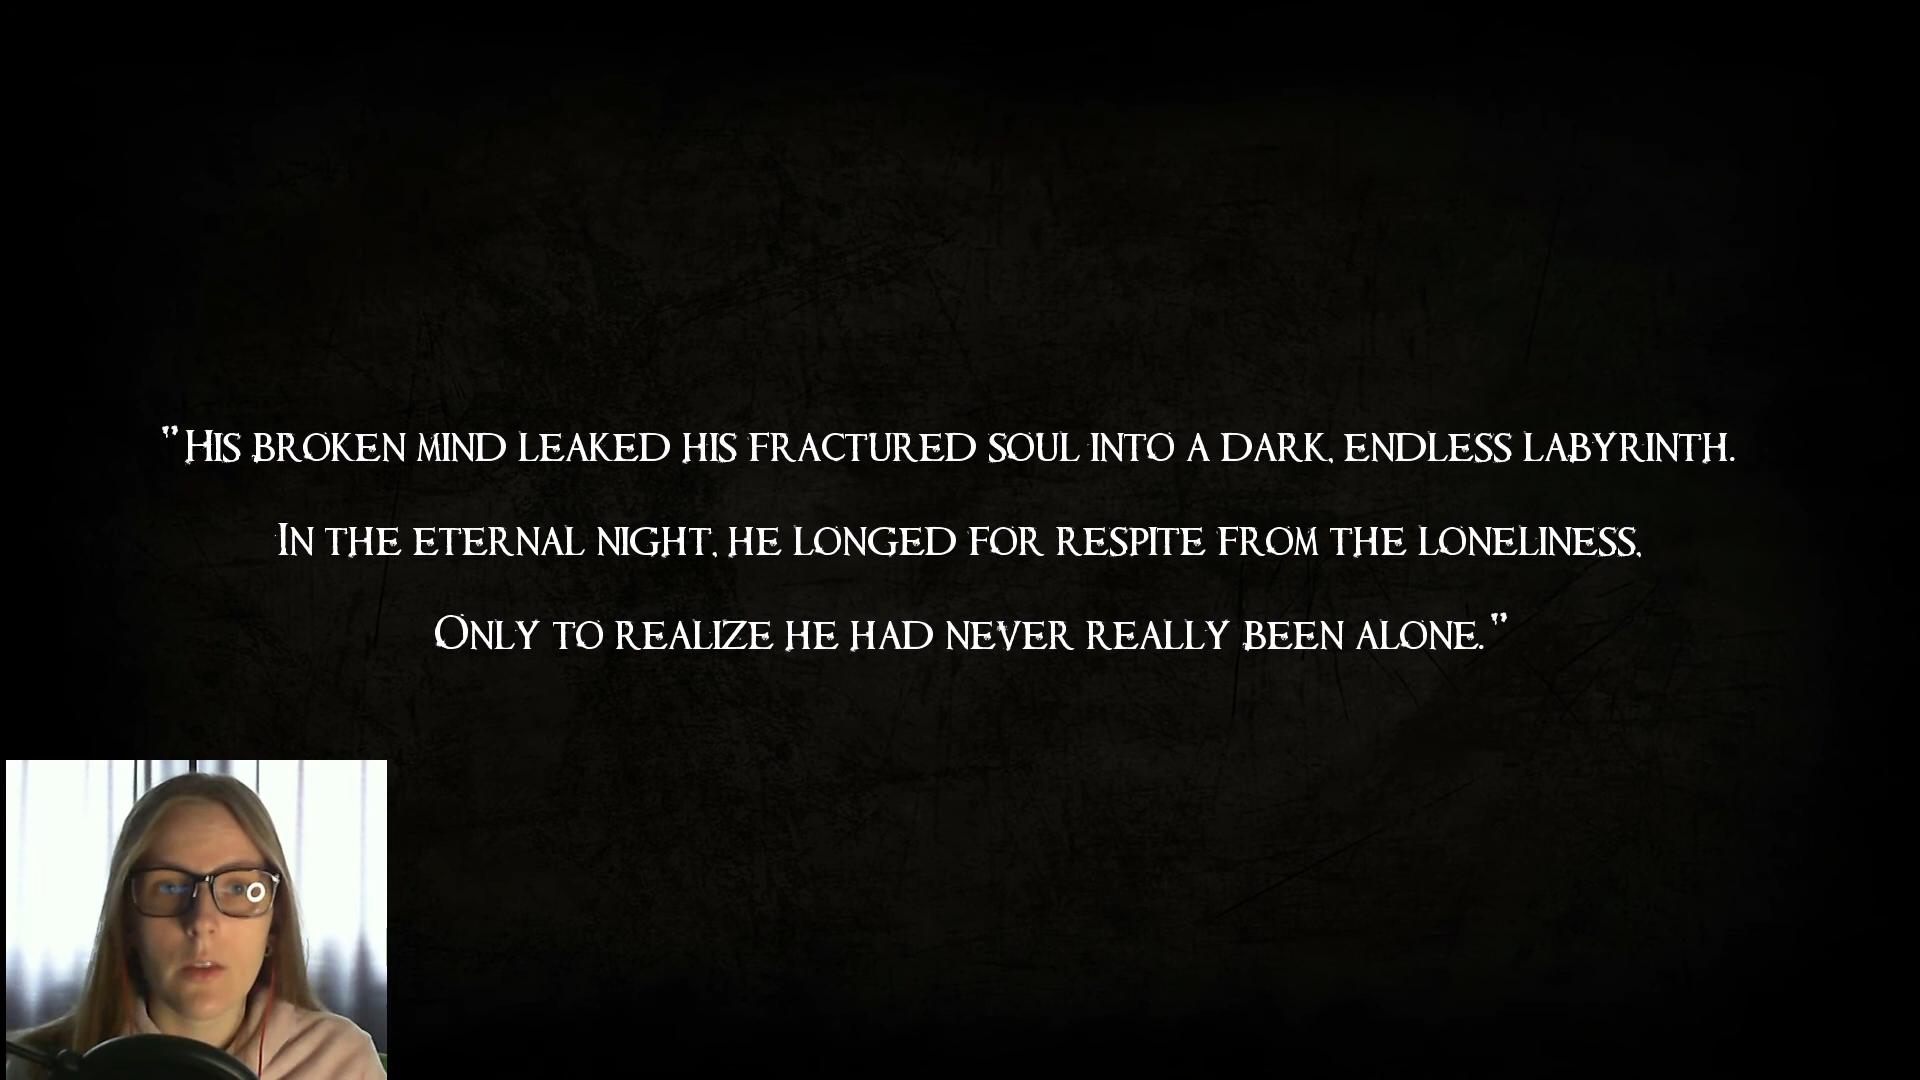 "His broken mind leaked his fractured soul into a dark, endless labyrinth.
In the eternal night, he longed for respite from the loneliness,
Only to realize he had never really been alone."